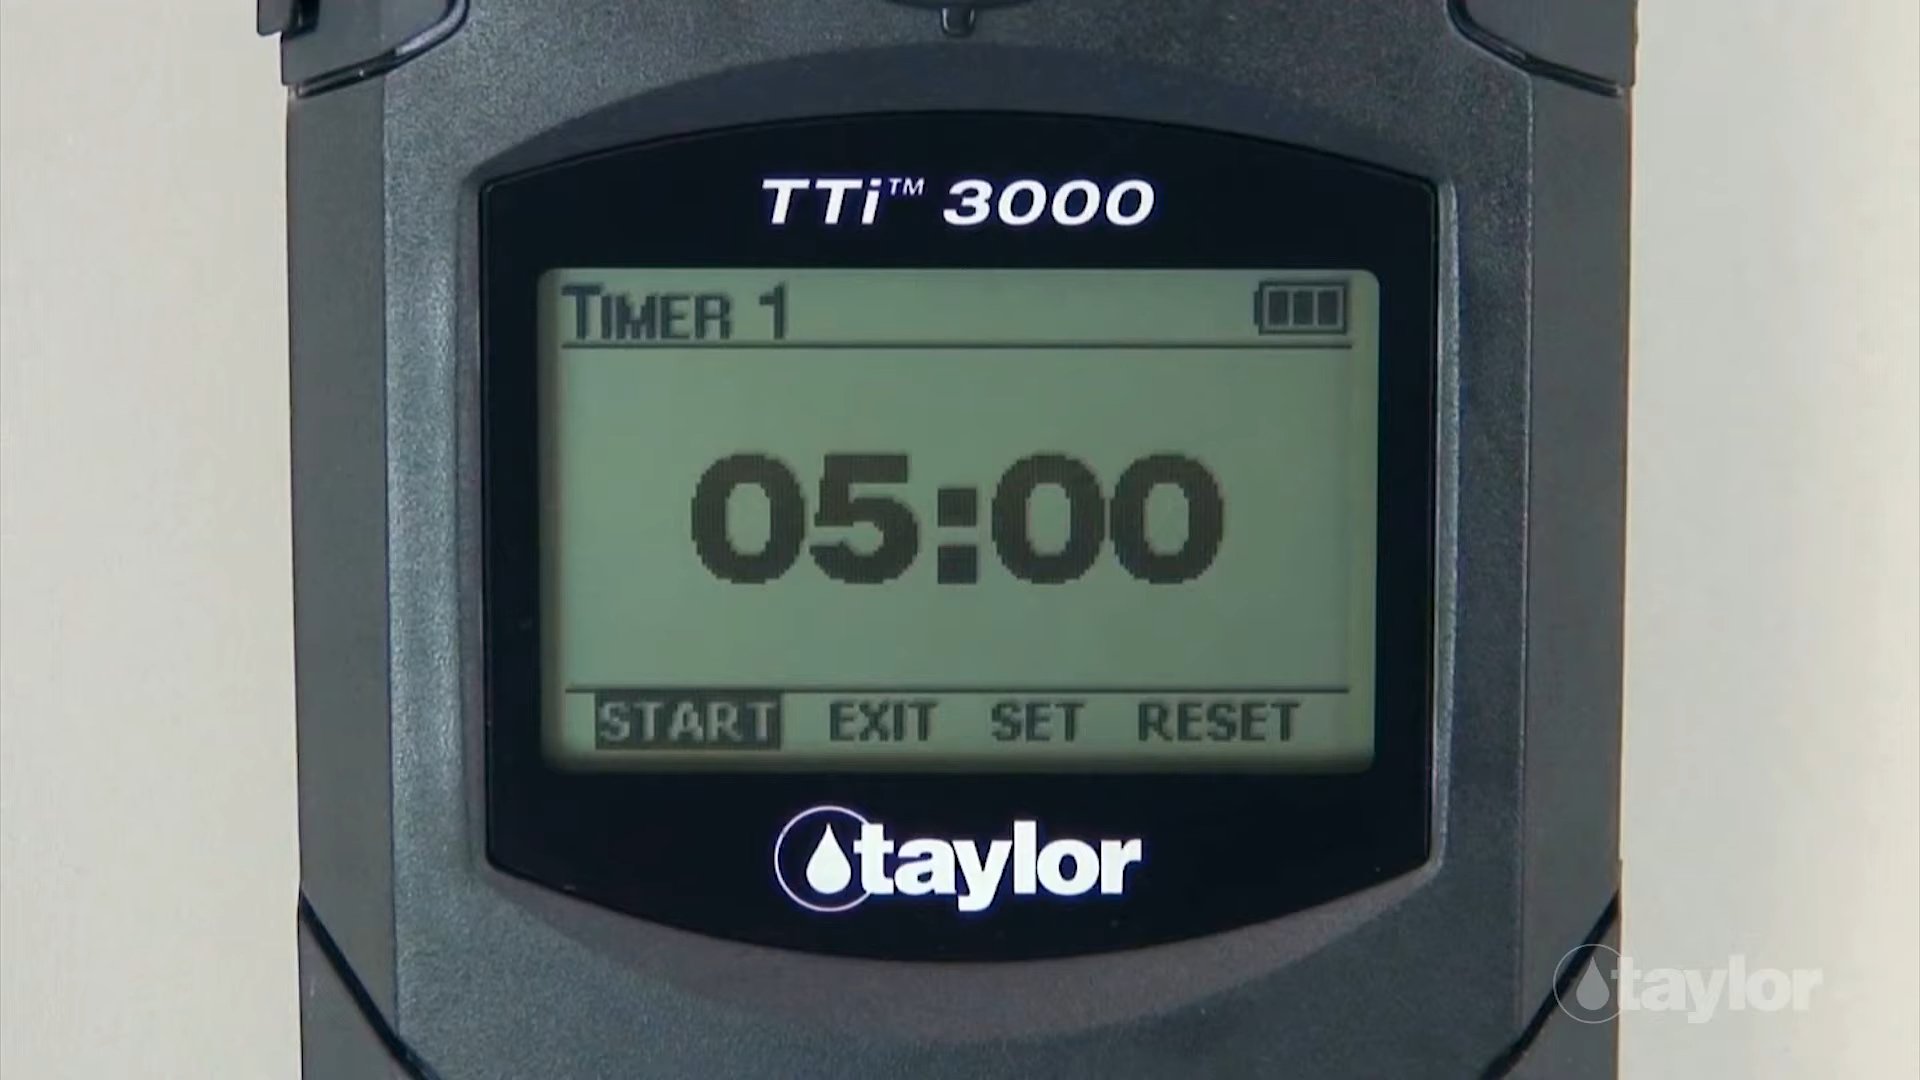 TTi™ 3000
TIMER 1
05:00
START EXIT SET RESET
taylor
taylor